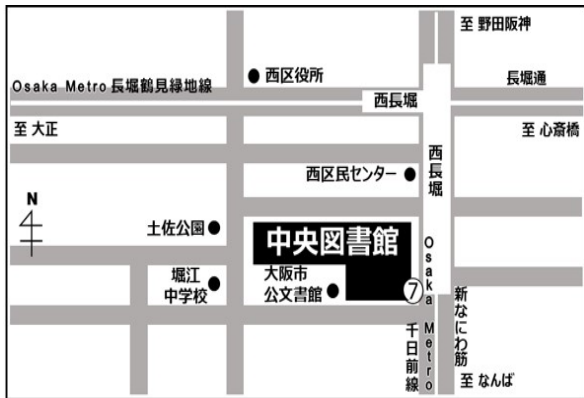 至 野田阪神
西区役所
Osaka Metro 長堀鶴見緑地線
長堀通
西長堀
至 大正
至 心斎橋
西長堀
西区民センター
N
土佐公園
中央図書館
堀江
中学校
大阪市
公文書館
⑦
Osaka Metro
千日前線
新なにわ筋
至 なんば